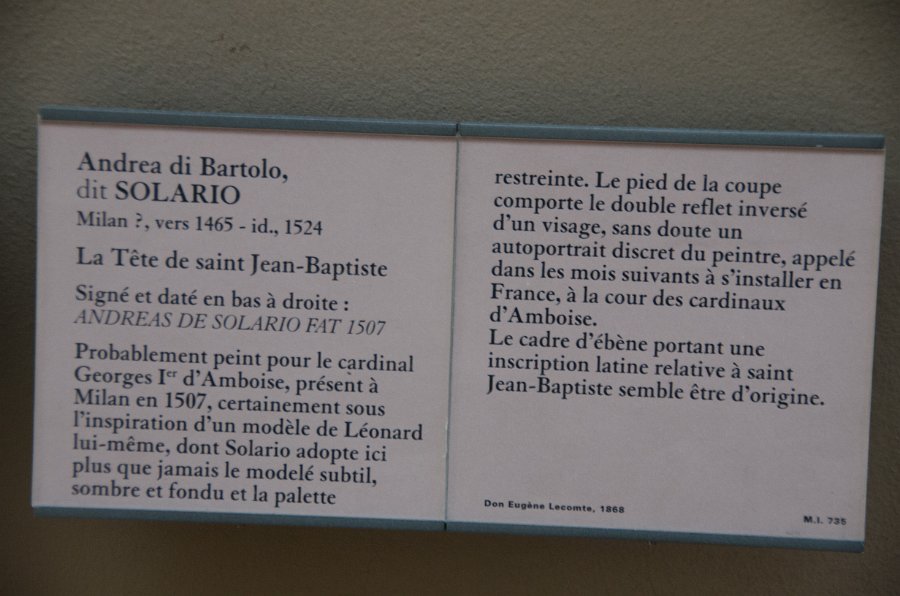 Andrea di Bartolo,
dit SOLARIO
Milan ?, vers 1465 - id., 1524
La Tête de saint Jean-Baptiste
Signé et daté en bas à droite :
ANDREAS DE SOLARIO FAT 1507
Probablement peint pour le cardinal
Georges Ier d'Amboise, présent à
Milan en 1507, certainement sous
l'inspiration d'un modèle de Léonard
lui-même, dont Solario adopte ici
plus que jamais le modelé subtil,
sombre et fondu et la palette
restreinte. Le pied de la coupe
comporte le double reflet inversé
d'un visage, sans doute un
autoportrait discret du peintre, appelé
dans les mois suivants à s'installer en
France, à la cour des cardinaux
d'Amboise.
Le cadre d'ébène portant une
inscription latine relative à saint
Jean-Baptiste semble être d'origine.
Don Eugène Lecomte, 1868
M.I. 735